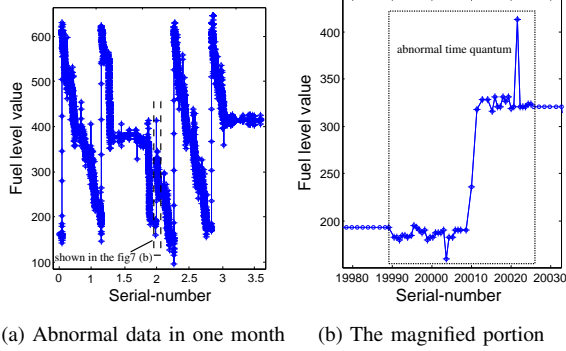 600
500
400
300
200
100
Fuel level value
shown in the fig7 (b)
0 1 1.5 2 2.5 3 3.5
Serial-number
400
350
300
250
200
Fuel level value
abnormal time quantum
19980 19990 20000 20010 20020 20030
Serial-number
(a) Abnormal data in one month
(b) The magnified portion